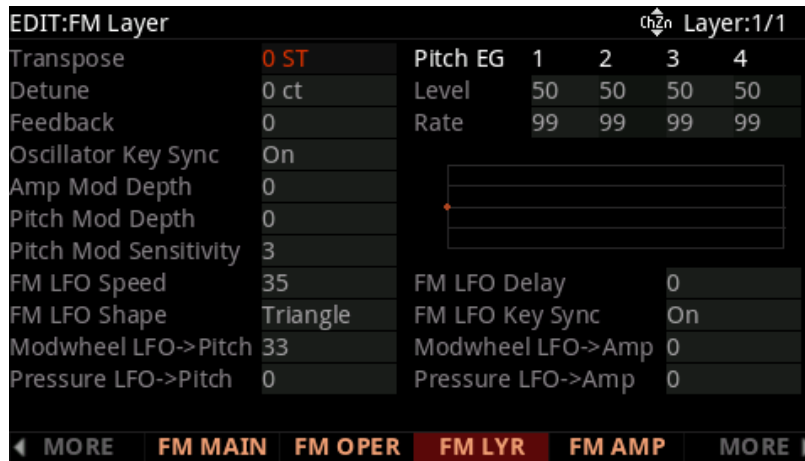 EDIT:FM Layer ChZn Layer:1/1
Transpose 0 ST Pitch EG 1 2 3 4
Detune 0 ct Level 50 50 50 50
Feedback 0 Rate 99 99 99 99
Oscillator Key Sync On
Amp Mod Depth 0
Pitch Mod Depth 0
Pitch Mod Sensitivity 3
FM LFO Speed 35 FM LFO Delay 0
FM LFO Shape Triangle FM LFO Key Sync On
Modwheel LFO->Pitch 33 Modwheel LFO->Amp 0
Pressure LFO->Pitch 0 Pressure LFO->Amp 0
MORE FM MAIN FM OPER FM LYR FM AMP MORE